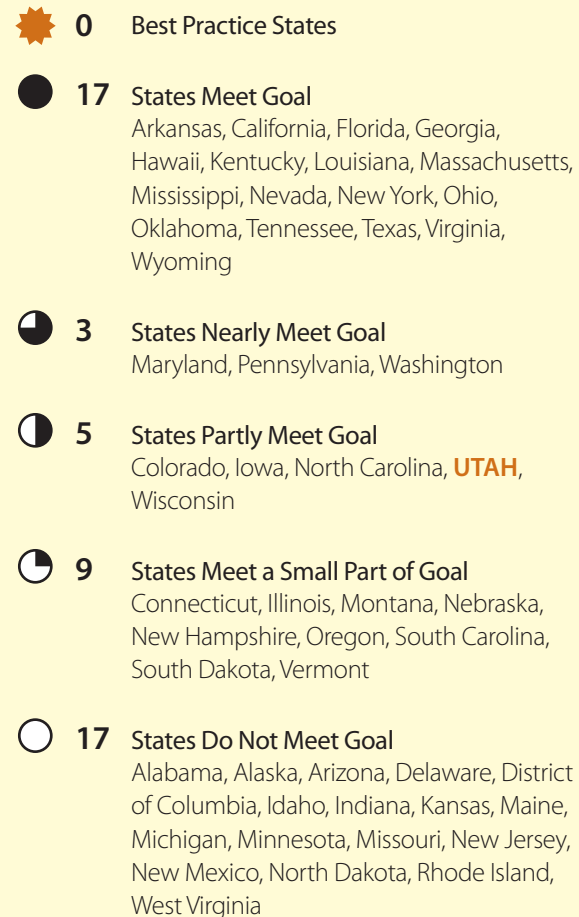 0 Best Practice States
17 States Meet Goal
Arkansas, California, Florida, Georgia,
Hawaii, Kentucky, Louisiana, Massachusetts,
Mississippi, Nevada, New York, Ohio,
Oklahoma, Tennessee, Texas, Virginia,
Wyoming
3 States Nearly Meet Goal
Maryland, Pennsylvania, Washington
5 States Partly Meet Goal
Colorado, Iowa, North Carolina, UTAH,
Wisconsin
9 States Meet a Small Part of Goal
Connecticut, Illinois, Montana, Nebraska,
New Hampshire, Oregon, South Carolina,
South Dakota, Vermont
17 States Do Not Meet Goal
Alabama, Alaska, Arizona, Delaware, District
of Columbia, Idaho, Indiana, Kansas, Maine,
Michigan, Minnesota, Missouri, New Jersey,
New Mexico, North Dakota, Rhode Island,
West Virginia